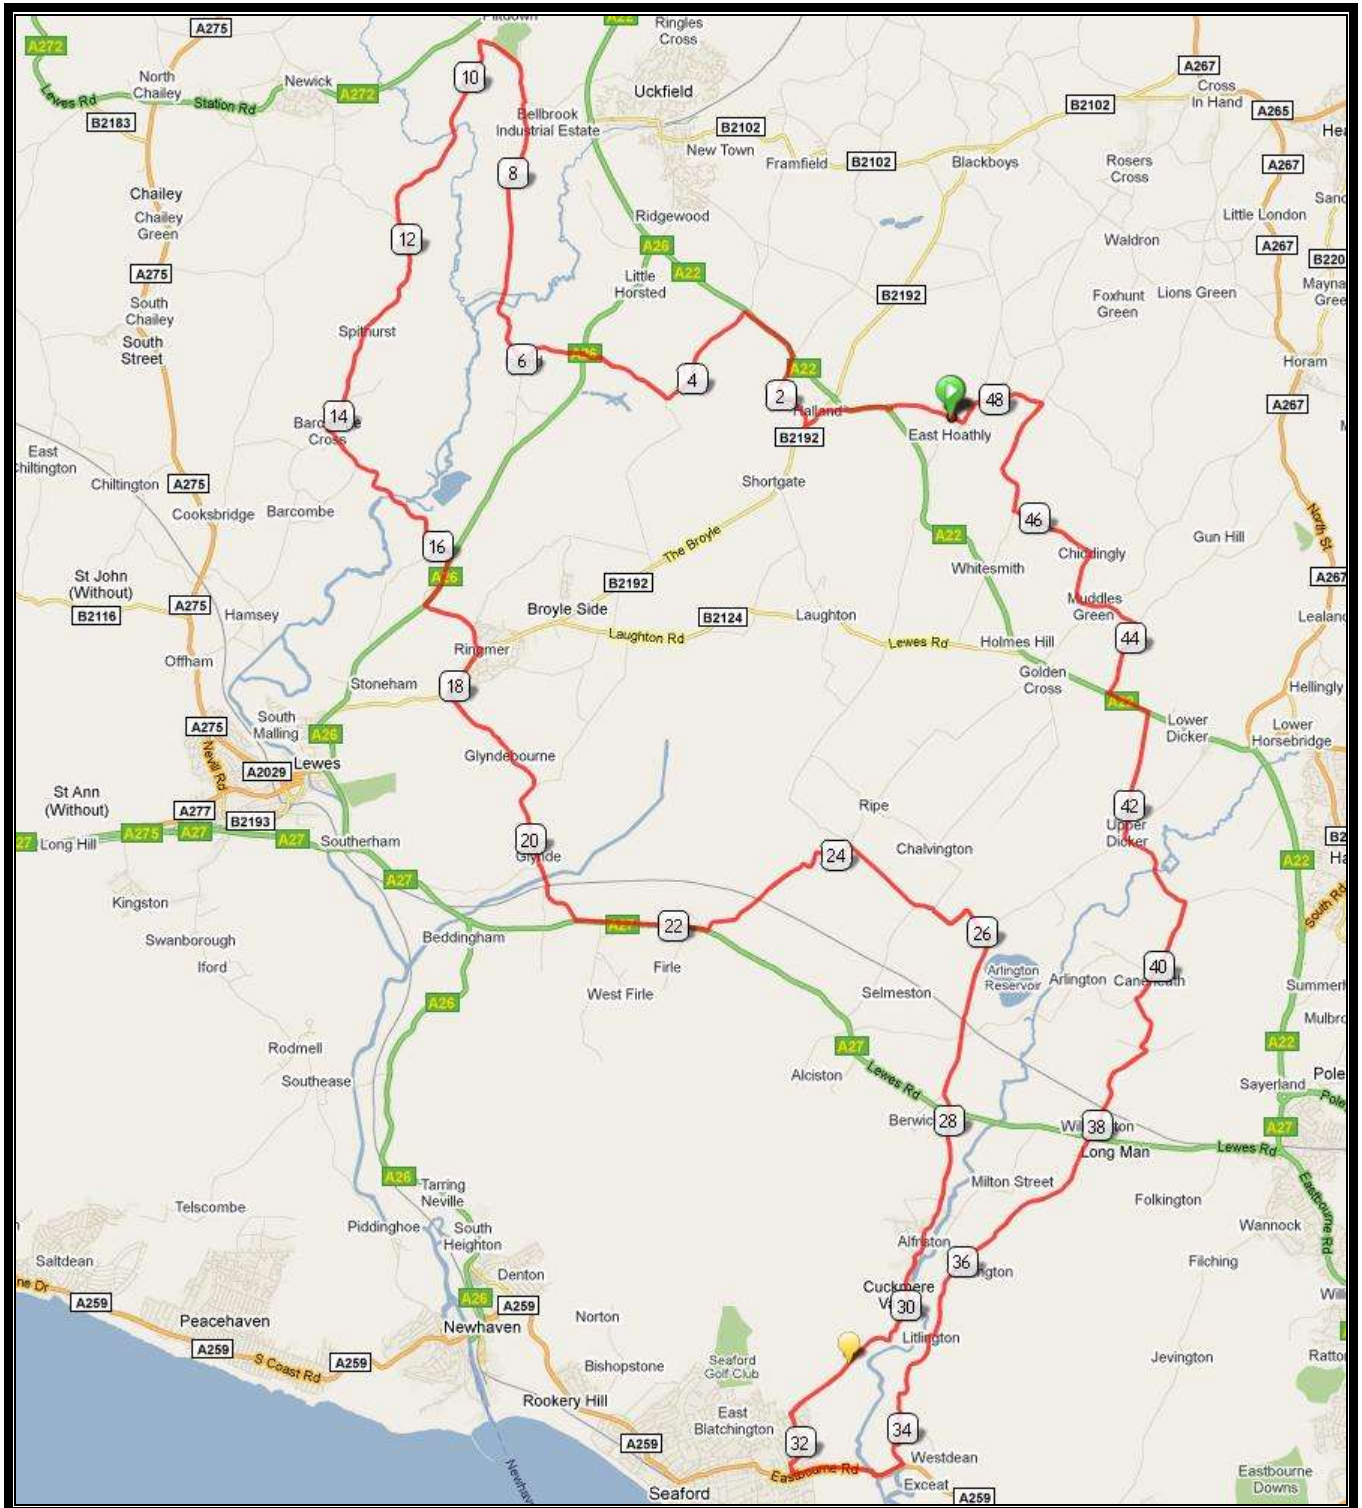 Piltdown
A275
A22
Ringles
Cross
A272
10
A267
North
Chailey
Newick
A272
Uckfield
Cross
In Hand
Lewes Rd
Station Rd
B2102
A265
B2183
Bellbrook
Industrial Estate
B2102
New Town
Framfield
B2102
Blackboys
Rosers
Cross
A267
8
Chailey
Chailey
Green
Ridgewood
Little London
12
A26
Waldron
A267
A275
A22
Little
Horsted
B220
South
Chailey
B2192
Foxhunt
Green
Lions Green
South
Street
Spithurst
A26
6
4
A22
Horam
2
48
14
Cross
Halland
A267
B2192
East Hoathly
East
Chiltington
Chiltington
A275
Shortgate
Cooksbridge
Barcombe
46
North St
16
The Broyle
A22
Gun Hill
Chiddingly
A26
Whitesmith
St John
(Without)
B2192
A267
B2116
A275
Hamsey
Broyle Side
B2124
Laughton
Muddles
Green
Laughton Rd
Lewes Rd
Holmes Hill
44
Offham
Ringmer
Golden
Cross
18
Stoneham
A22
Hellingly
A275
South
Malling
A26
Lower
Dicker
Lower
Horsebridge
Nevill Rd
Glyndebourne
A2029
Lewes
St Ann
(Without)
A277
Ripe
42
Upper
Dicker
B2193
27
Long Hill
A275
A27
A27
Southerham
20
Glynde
24
Chalvington
A22
A27
South Rd
Kingston
Swanborough
Beddingham
A27
22
26
Iford
Firle
West Firle
Selmeston
Arlington
Reservoir
Arlington
40
A26
A22
Rodmell
Southease
A27
Alciston
Lewes Rd
Sayerland
28
38
A27
Long Man
Lewes Rd
A26
Tarring
Neville
Milton Street
Folkington
Telscombe
Piddinghoe
South
Heighton
Wannock
Eastbourne Rd
Saltdean
Alfriston
36
Filching
Denton
Cuckmere
30
A259
A26
A259
Norton
Peacehaven
Newhaven
Litlington
A259
S Coast Rd
A259
Bishopstone
Seaford
Golf Club
Jevington
Rookery Hill
East
Blatchington
34
A259
32
Westdean
Eastbourne Rd
Exceat
Seaford
A259
Eastbourne
Downs